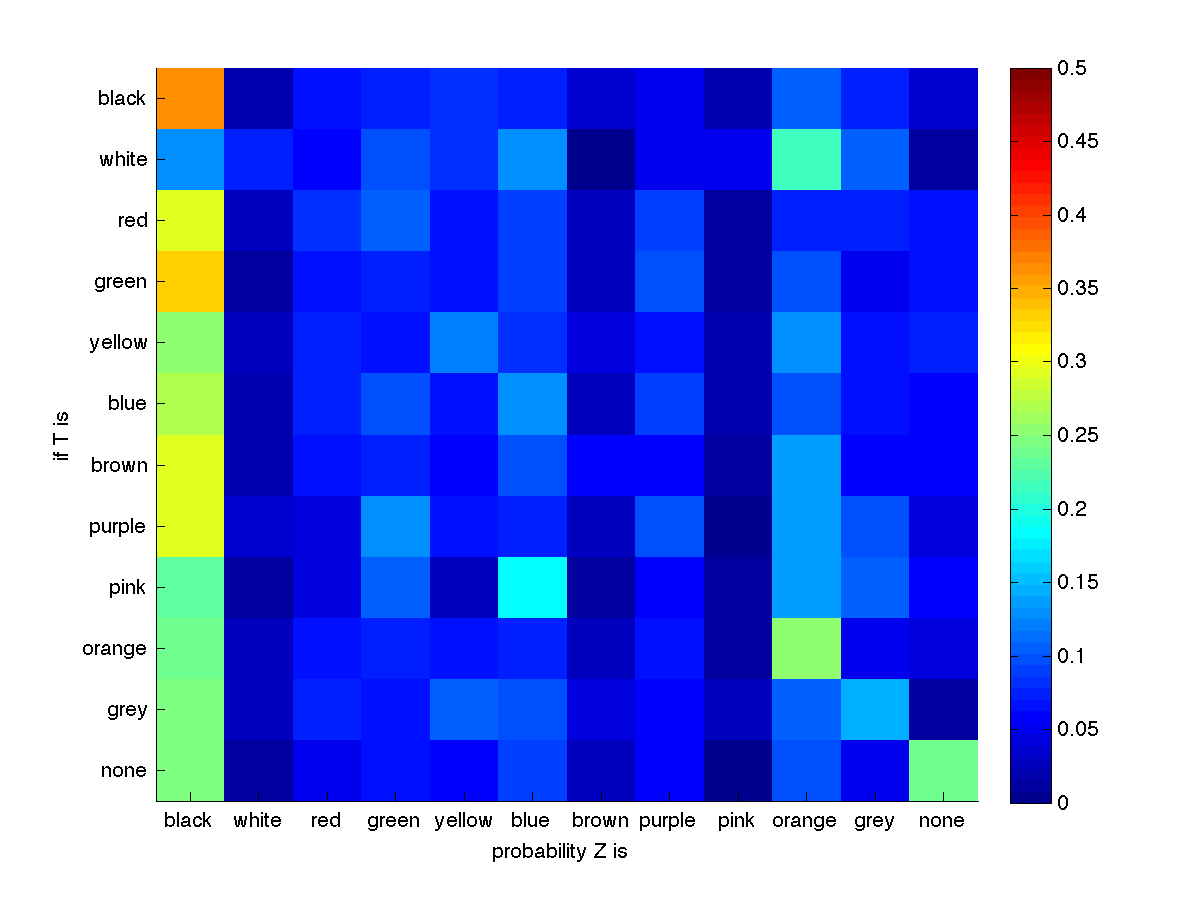 black
white
red
green
yellow
blue
brown
purple
pink
orange
grey
none
if T is
black white red green yellow blue brown purple pink orange grey none
probability Z is
0.5
0.45
0.4
0.35
0.3
0.25
0.2
0.15
0.1
0.05
0